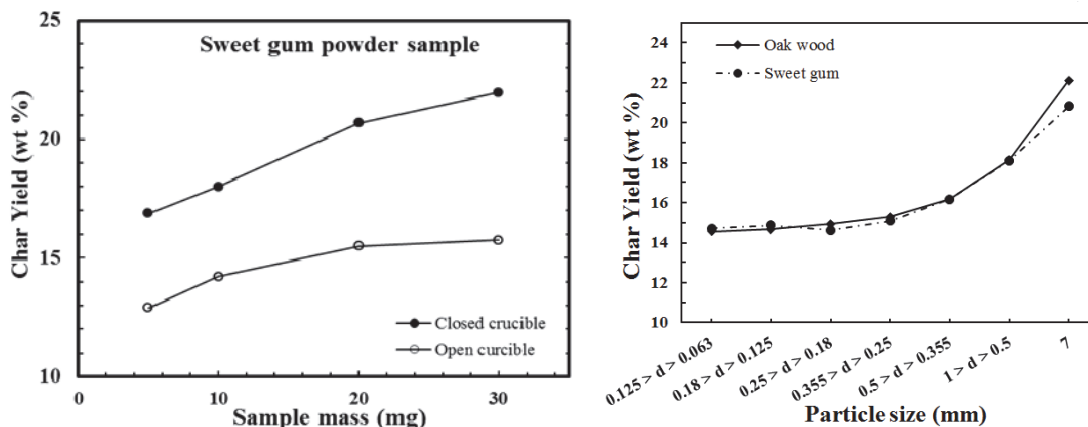 Sweet gum powder sample
Char Yield (wt %)
25
20
15
10
0
10
20
30
Closed crucible
Open curcible
Sample mass (mg)
Oak wood
Sweet gum
Char Yield (wt %)
24
22
20
18
16
14
12
10
0.125 > d > 0.063
0.18 > d > 0.125
0.25 > d > 0.18
0.355 > d > 0.25
0.5 > d > 0.355
1 > d > 0.5
7
Particle size (mm)